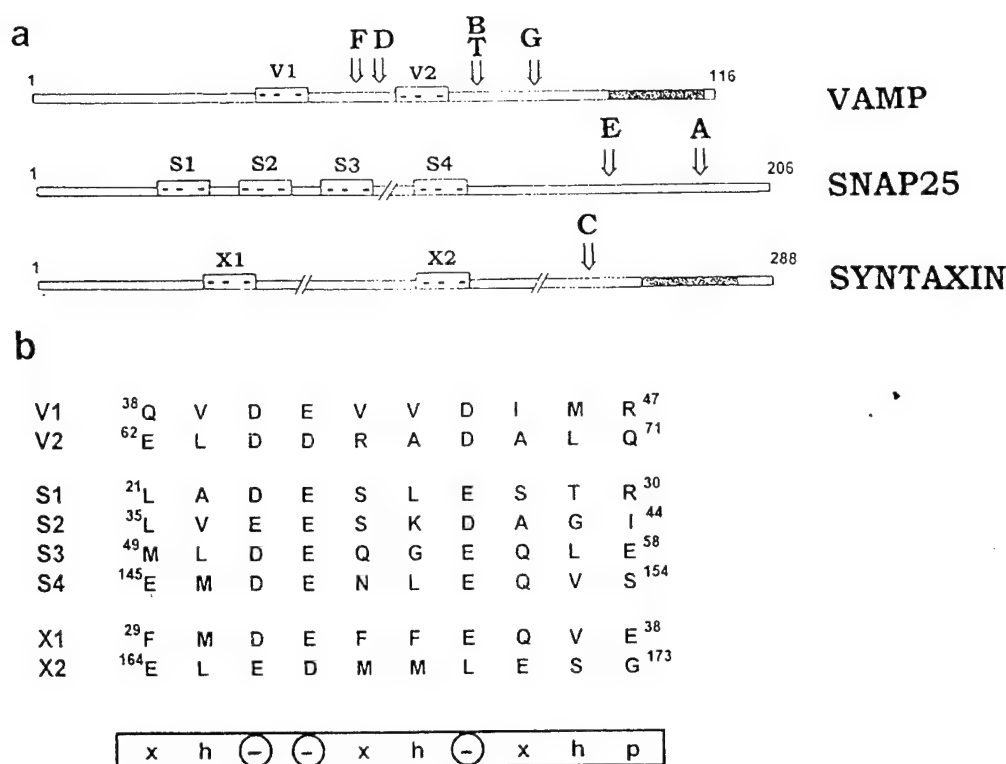 a
F D B T G
1 V1 V2 116 VAMP
E A
1 S1 S2 S3 S4 206 SNAP25
C
1 X1 X2 288 SYNTAXIN
b
V1 38Q V D E V V D I M R47
V2 62E L D D R A D A L Q71
S1 21L A D E S L E S T R30
S2 35L V E E S K D A G I44
S3 49M L D E Q G E Q L E58
S4 145E M D E N L E Q V S154
X1 29F M D E F F E Q V E38
X2 164E L E D M M L E S G173
x h - - x h - x h p